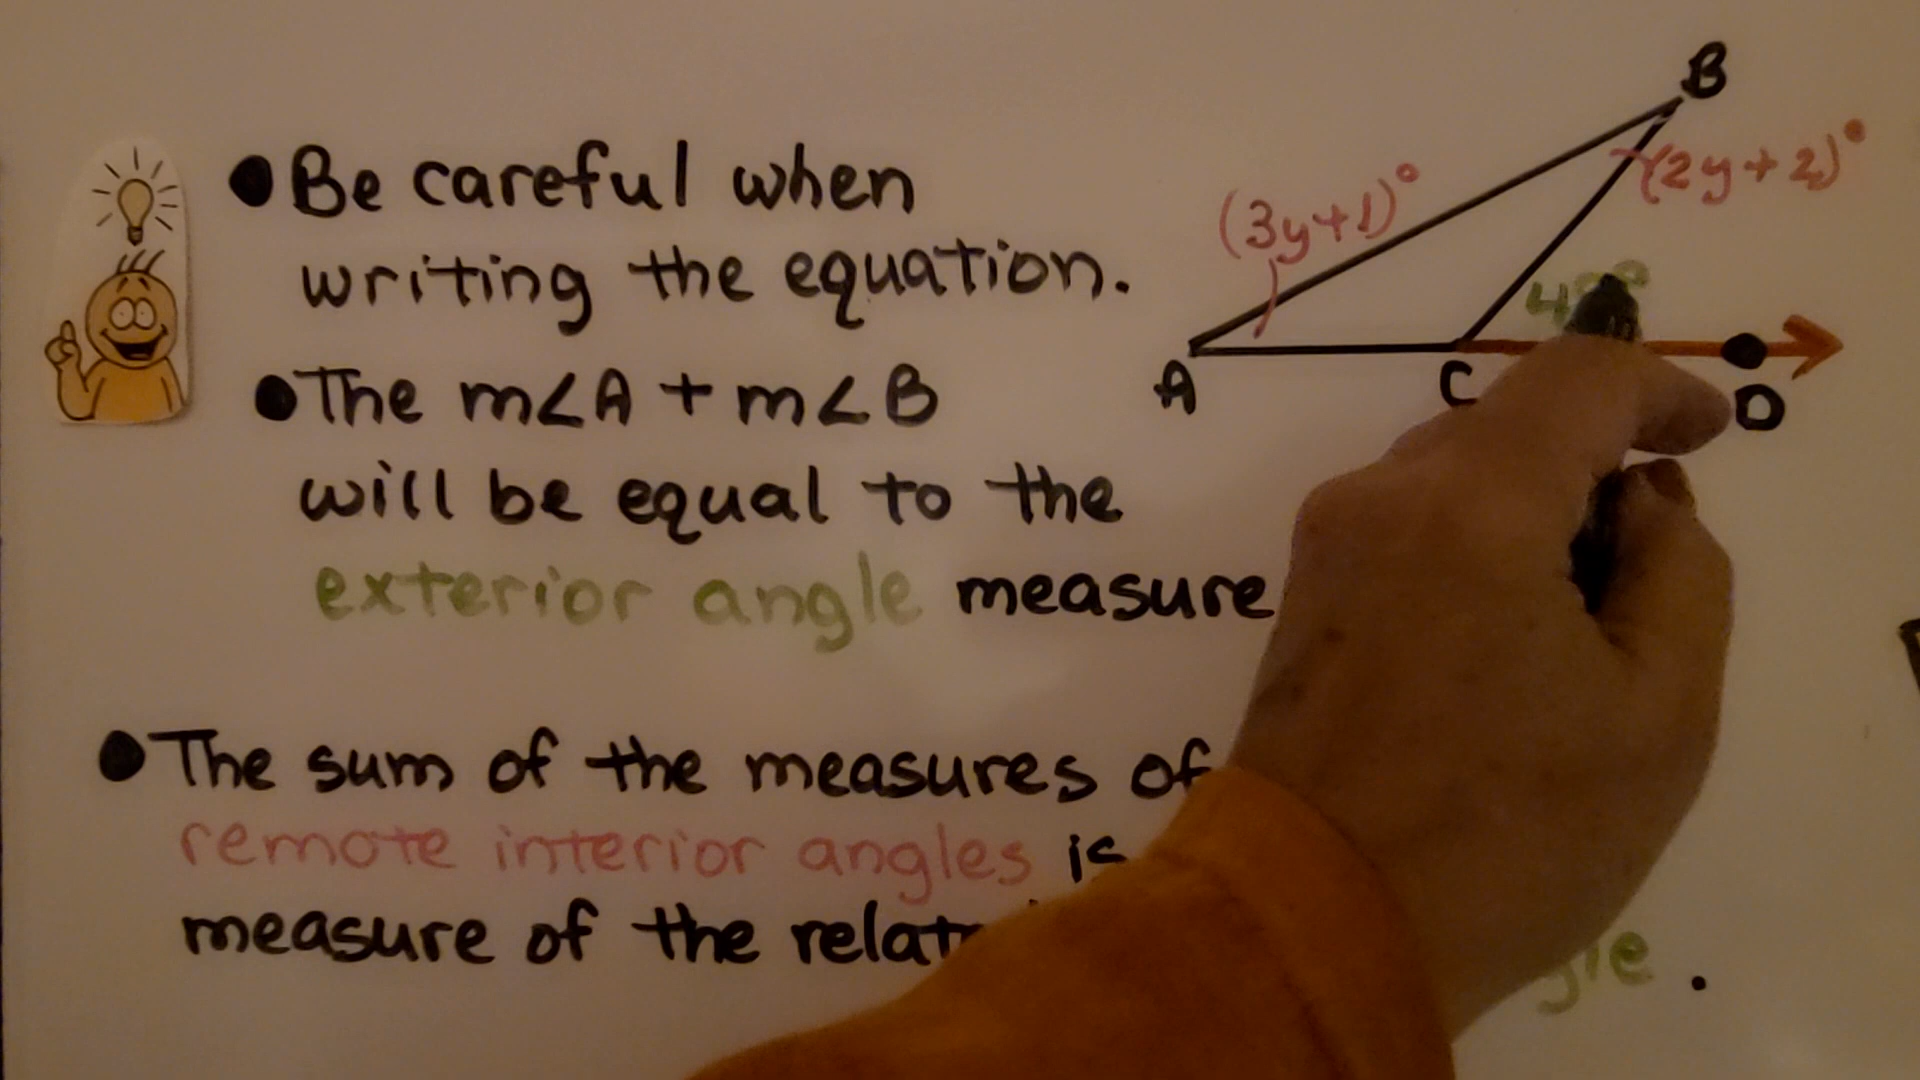 Be careful when
writing the equation.
The m∠A + m∠B
will be equal to the
exterior angle measure
The sum of the measures of
remote interior angles is
measure of the
B
(2y+2)°
(3y+1)°
A
C
D